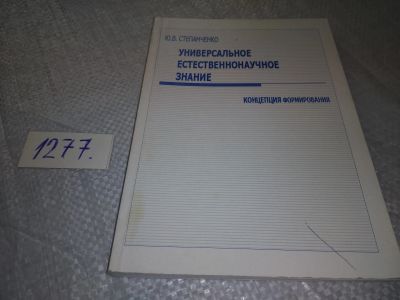 Ю.В. СТЕПАНЧЕНКО
УНИВЕРСАЛЬНОЕ
ЕСТЕСТВЕННОНАУЧНОЕ
ЗНАНИЕ
КОНЦЕПЦИЯ ФОРМИРОВАНИЯ
1277.